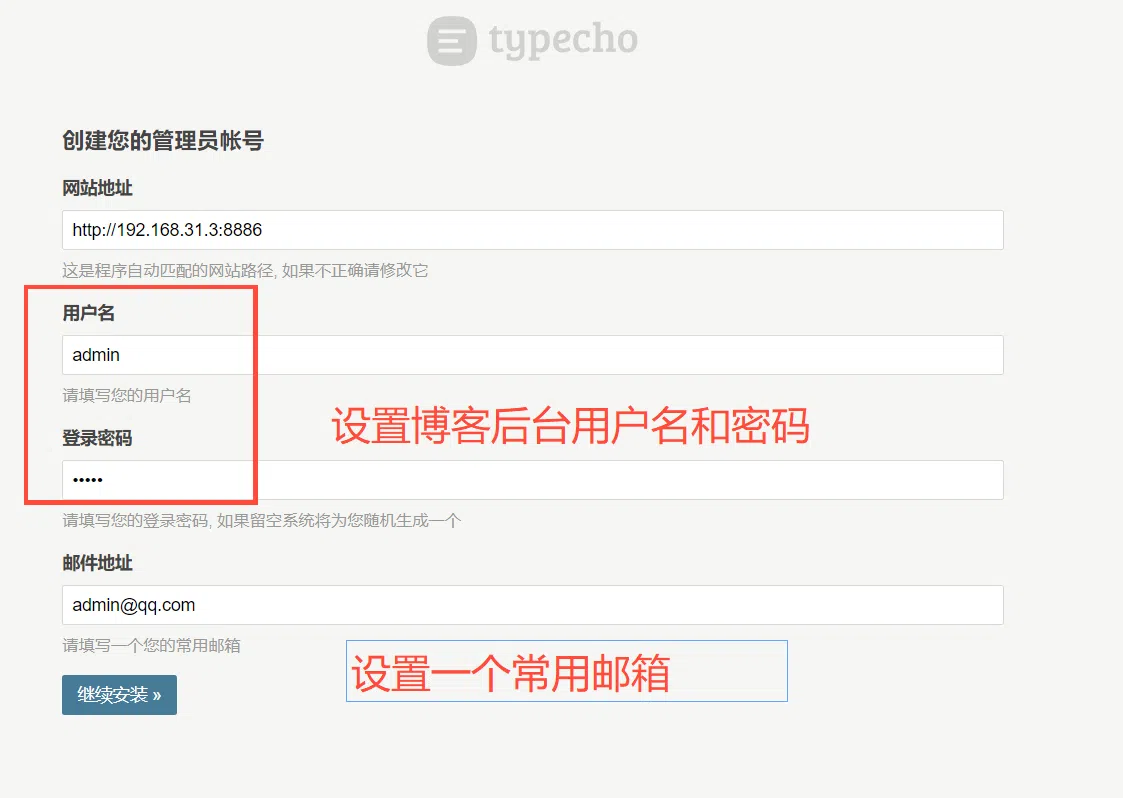 typecho
创建您的管理员帐号
网站地址
http://192.168.31.3:8886
这是程序自动匹配的网站路径, 如果不正确请修改它
用户名
admin
请填写您的用户名
设置博客后台用户名和密码
登录密码
•••••
请填写您的登录密码, 如果留空系统将为您随机生成一个
邮件地址
admin@qq.com
请填写一个您的常用邮箱
设置一个常用邮箱
继续安装 »